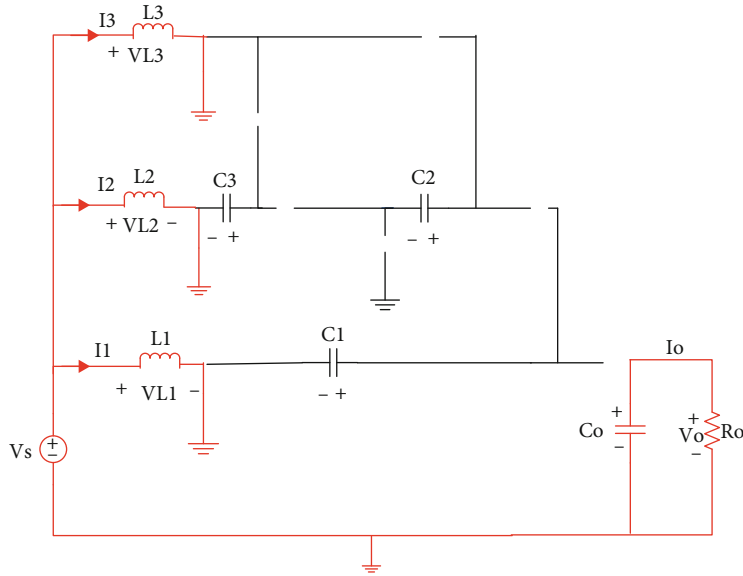 I3 L3
+ VL3
I2 L2 C3 C2
+ VL2 − − + − +
I1 L1 C1
+ VL1 − − +
Io
Vs + −
Co + −
+ Vo − Ro